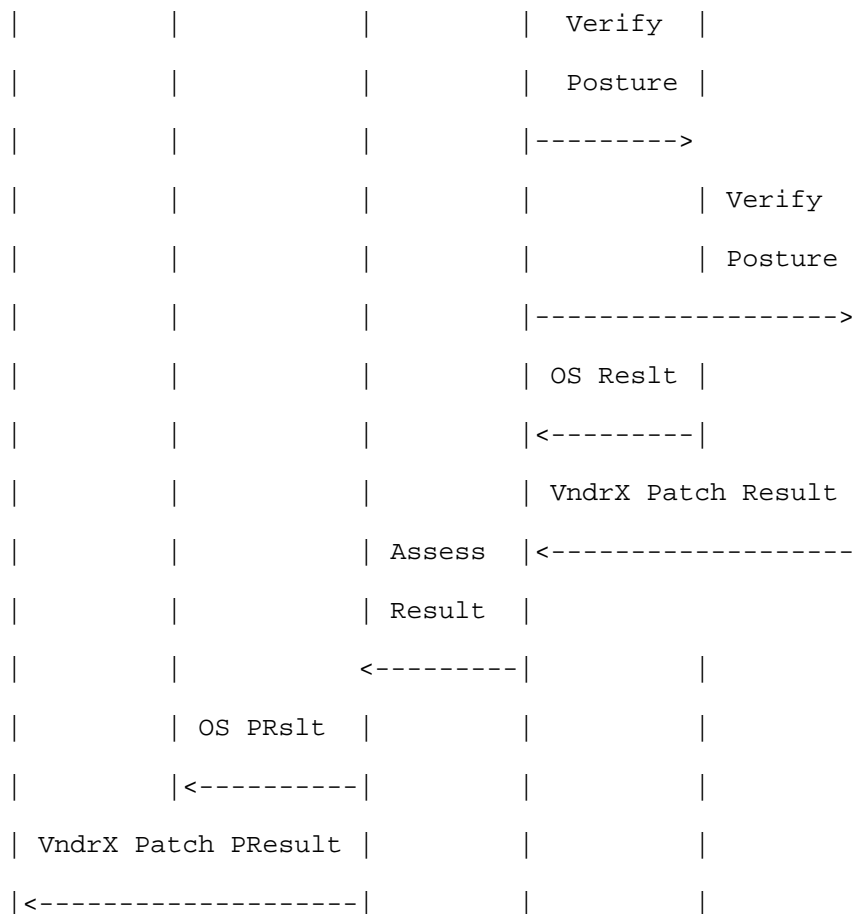 | | | | Verify |
| | | | Posture |
| | | |--------->
| | | | | Verify
| | | | | Posture
| | | |------------------->
| | | | OS Reslt |
| | | |<---------|
| | | | VndrX Patch Result
| | | Assess |<-------------------
| | | Result |
| | <---------| |
| | OS PRslt | | |
| |<----------| | |
| VndrX Patch PResult | | |
|<--------------------| | |